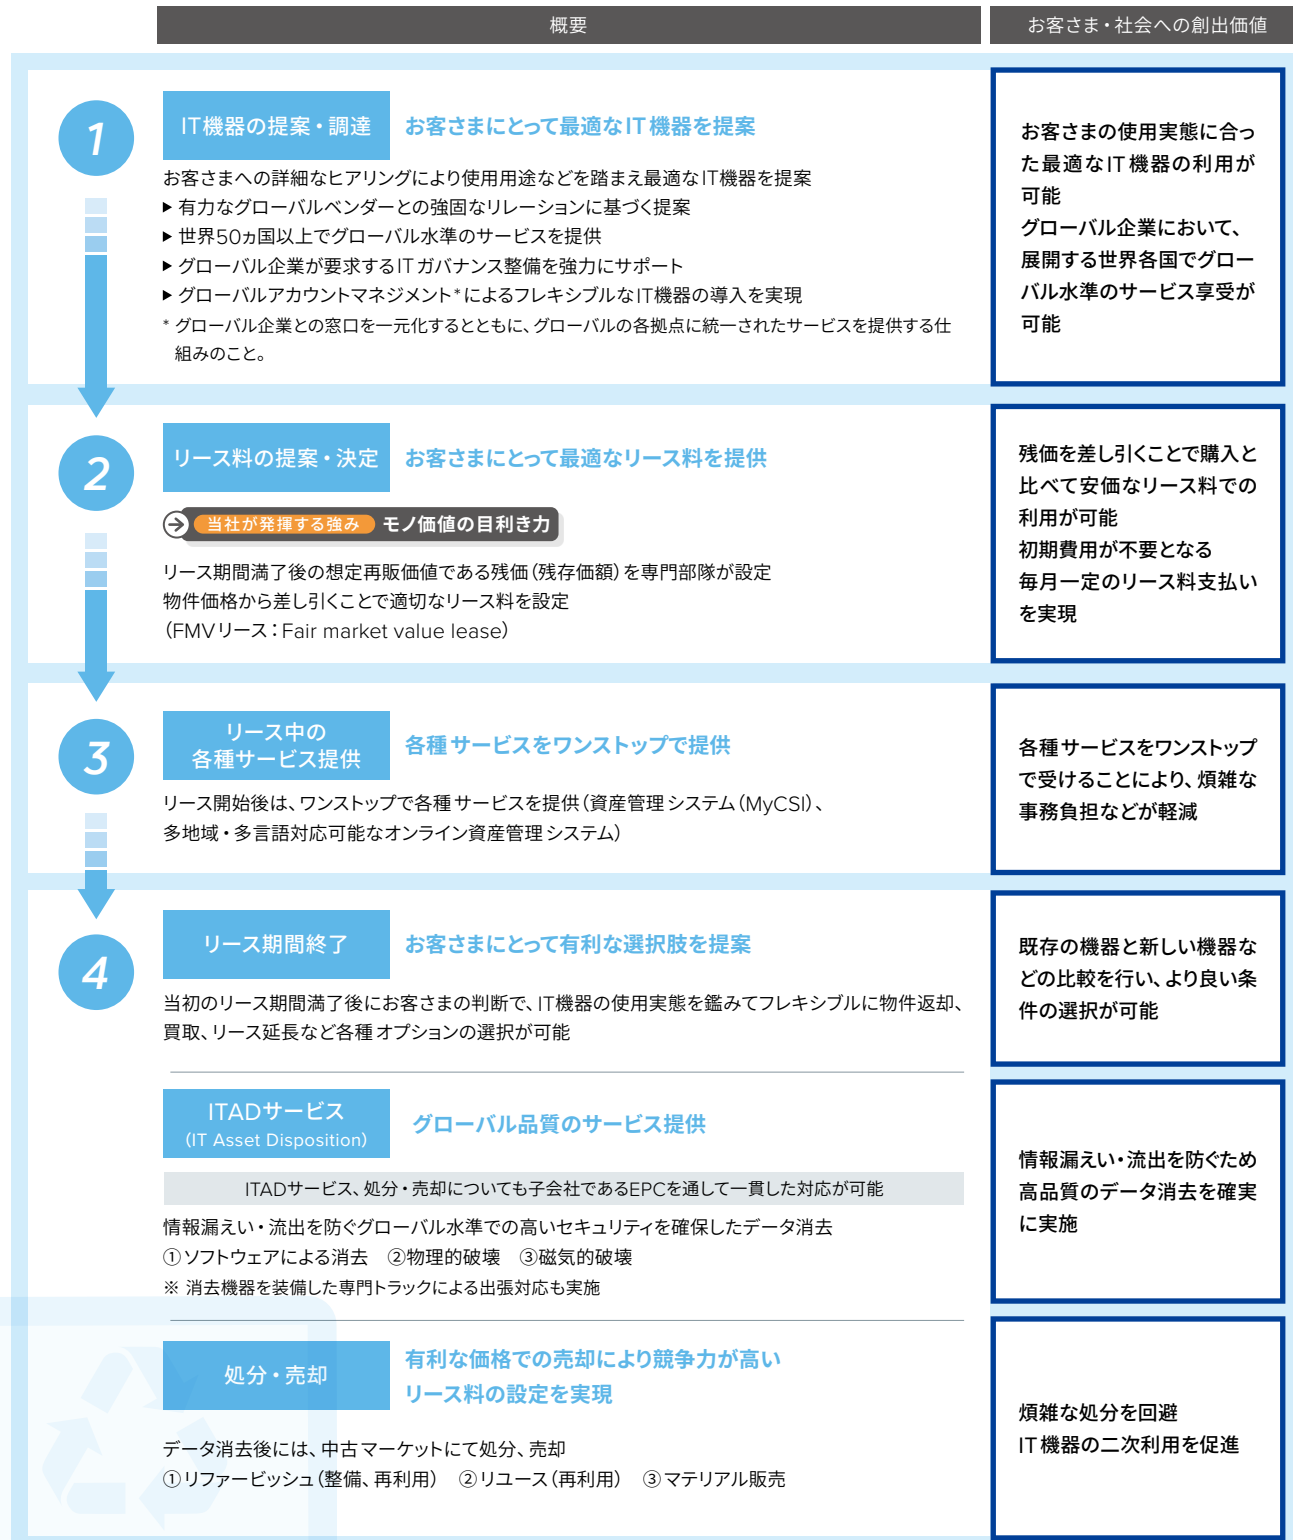 概要
お客さま・社会への創出価値
1
IT機器の提案・調達
お客さまにとって最適なIT機器を提案
お客さまへの詳細なヒアリングにより使用用途などを踏まえ最適なIT機器を提案
▶ 有力なグローバルベンダーとの強固なリレーションに基づく提案
▶ 世界50ヵ国以上でグローバル水準のサービスを提供
▶ グローバル企業が要求するITガバナンス整備を強力にサポート
▶ グローバルアカウントマネジメント*によるフレキシブルなIT機器の導入を実現
* グローバル企業との窓口を一元化するとともに、グローバルの各拠点に統一されたサービスを提供する仕
組みのこと。
お客さまの使用実態に合っ
た最適なIT機器の利用が
可能
グローバル企業において、
展開する世界各国でグロー
バル水準のサービス享受が
可能
2
リース料の提案・決定
お客さまにとって最適なリース料を提供
当社が発揮する強み モノ価値の目利き力
リース期間満了後の想定再販価値である残価（残存価額）を専門部隊が設定
物件価格から差し引くことで適切なリース料を設定
（FMVリース：Fair market value lease）
残価を差し引くことで購入と
比べて安価なリース料での
利用が可能
初期費用が不要となる
毎月一定のリース料支払い
を実現
3
リース中の
各種サービス提供
各種サービスをワンストップで提供
リース開始後は、ワンストップで各種サービスを提供（資産管理システム（MyCSI）、
多地域・多言語対応可能なオンライン資産管理システム）
各種サービスをワンストップ
で受けることにより、煩雑な
事務負担などが軽減
4
リース期間終了
お客さまにとって有利な選択肢を提案
当初のリース期間満了後にお客さまの判断で、IT機器の使用実態を鑑みてフレキシブルに物件返却、
買取、リース延長など各種オプションの選択が可能
既存の機器と新しい機器な
どの比較を行い、より良い条
件の選択が可能
ITADサービス
（IT Asset Disposition）
グローバル品質のサービス提供
ITADサービス、処分・売却についても子会社であるEPCを通して一貫した対応が可能
情報漏えい・流出を防ぐグローバル水準での高いセキュリティを確保したデータ消去
①ソフトウェアによる消去　②物理的破壊　③磁気的破壊
※ 消去機器を装備した専門トラックによる出張対応も実施
情報漏えい・流出を防ぐため
高品質のデータ消去を確実
に実施
処分・売却
有利な価格での売却により競争力が高い
リース料の設定を実現
データ消去後には、中古マーケットにて処分、売却
①リファービッシュ（整備、再利用）　②リユース（再利用）　③マテリアル販売
煩雑な処分を回避
IT機器の二次利用を促進